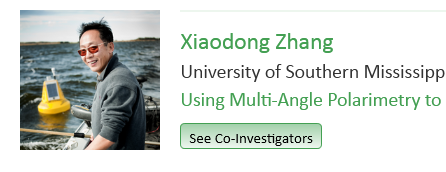 Xiaodong Zhang
University of Southern Mississipp
Using Multi-Angle Polarimetry to
See Co-Investigators